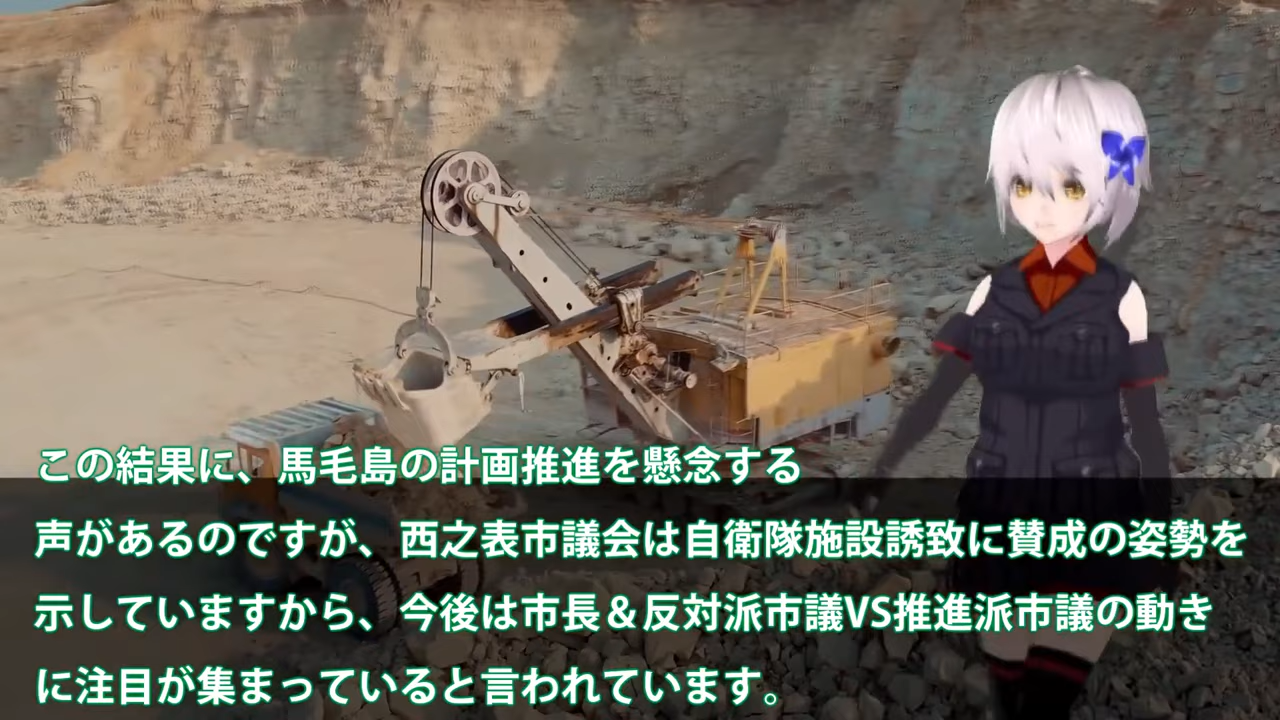 この結果に、馬毛島の計画推進を懸念する
声があるのですが、西之表市議会は自衛隊施設誘致に賛成の姿勢を
示していますから、今後は市長＆反対派市議VS推進派市議の動き
に注目が集まっていると言われています。